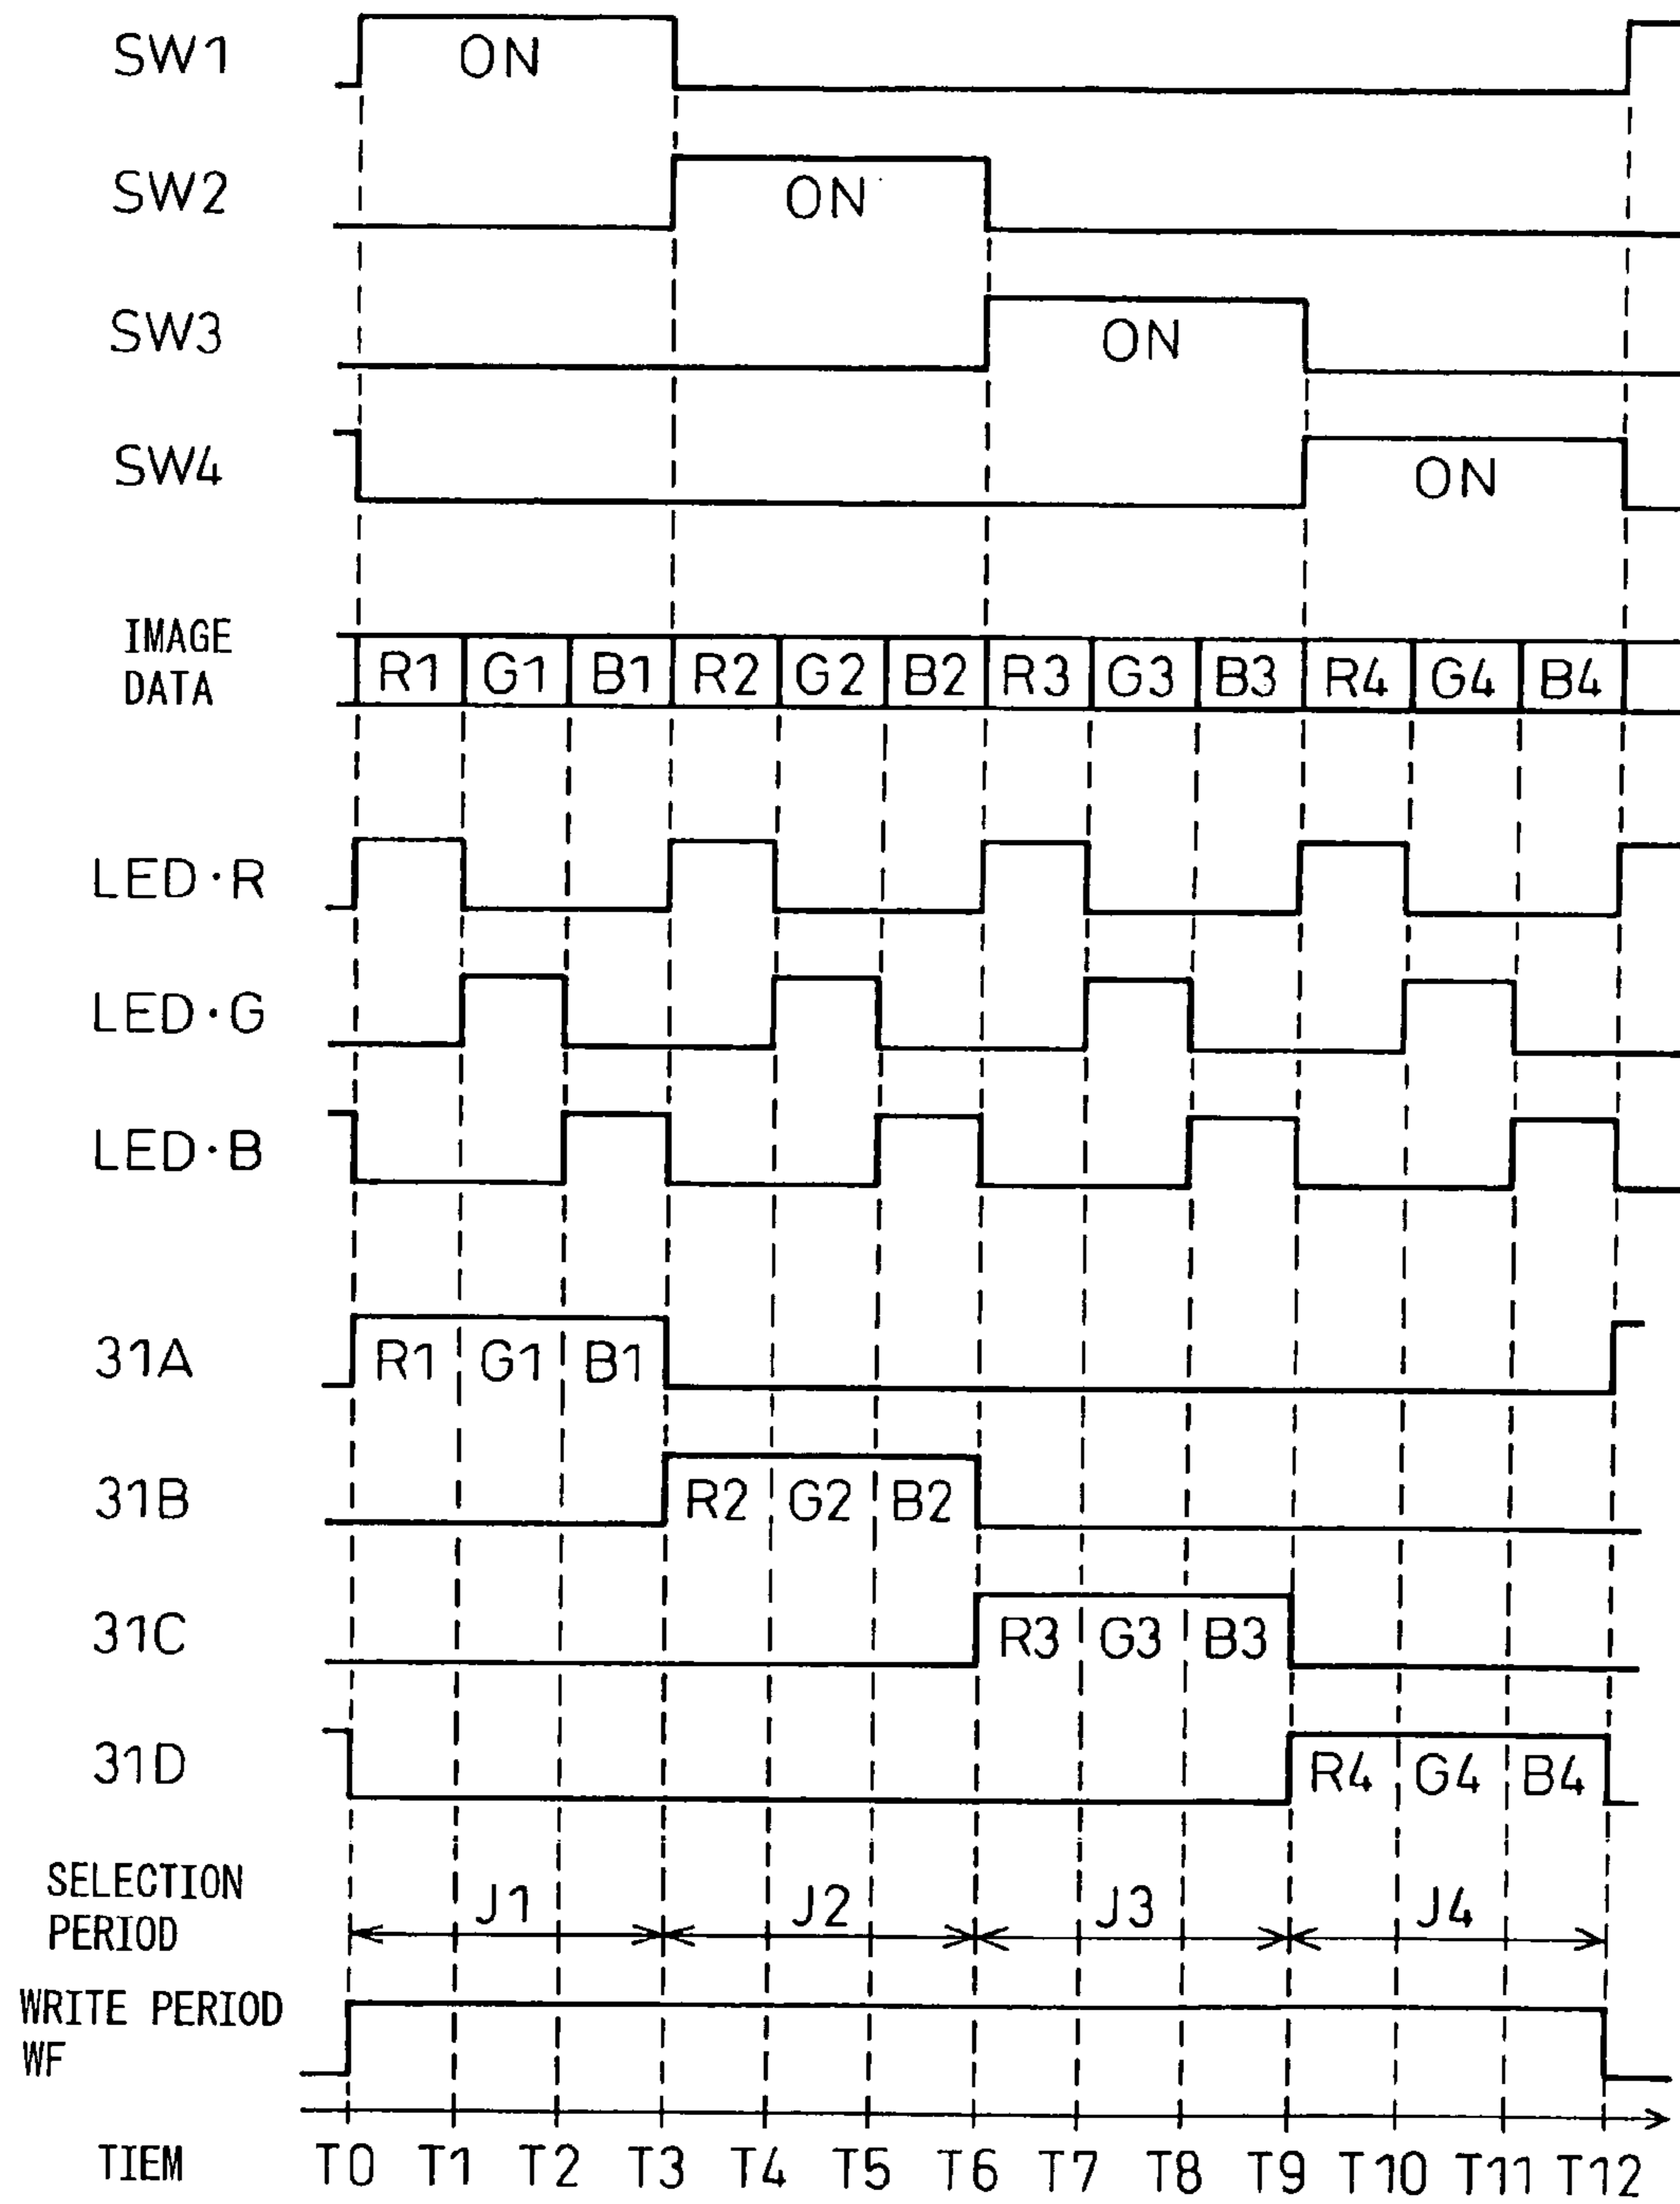 SW1 ON
SW2 ON
SW3 ON
SW4 ON
IMAGE
DATA
R1 G1 B1 R2 G2 B2 R3 G3 B3 R4 G4 B4
LED·R
LED·G
LED·B
31A R1 G1 B1
31B R2 G2 B2
31C R3 G3 B3
31D R4 G4 B4
SELECTION
PERIOD
J1 J2 J3 J4
WRITE PERIOD
WF
TIEM T0 T1 T2 T3 T4 T5 T6 T7 T8 T9 T10 T11 T12